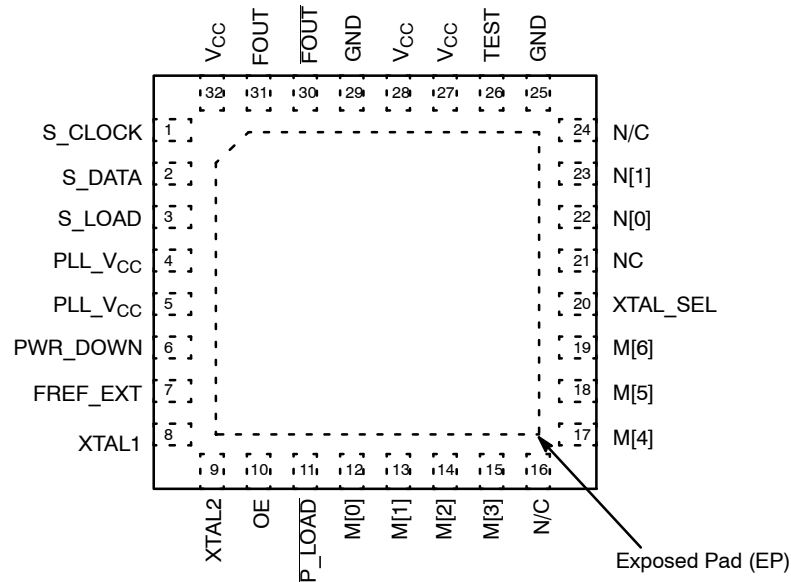 VCC FOUT F̅O̅U̅T̅ GND VCC VCC TEST GND
32 31 30 29 28 27 26 25
S_CLOCK 1 24 N/C
S_DATA 2 23 N[1]
S_LOAD 3 22 N[0]
PLL_VCC 4 21 NC
PLL_VCC 5 20 XTAL_SEL
PWR_DOWN 6 19 M[6]
FREF_EXT 7 18 M[5]
XTAL1 8 17 M[4]
9 10 11 12 13 14 15 16
XTAL2 OE P̅_̅L̅O̅A̅D̅ M[0] M[1] M[2] M[3] N/C
Exposed Pad (EP)